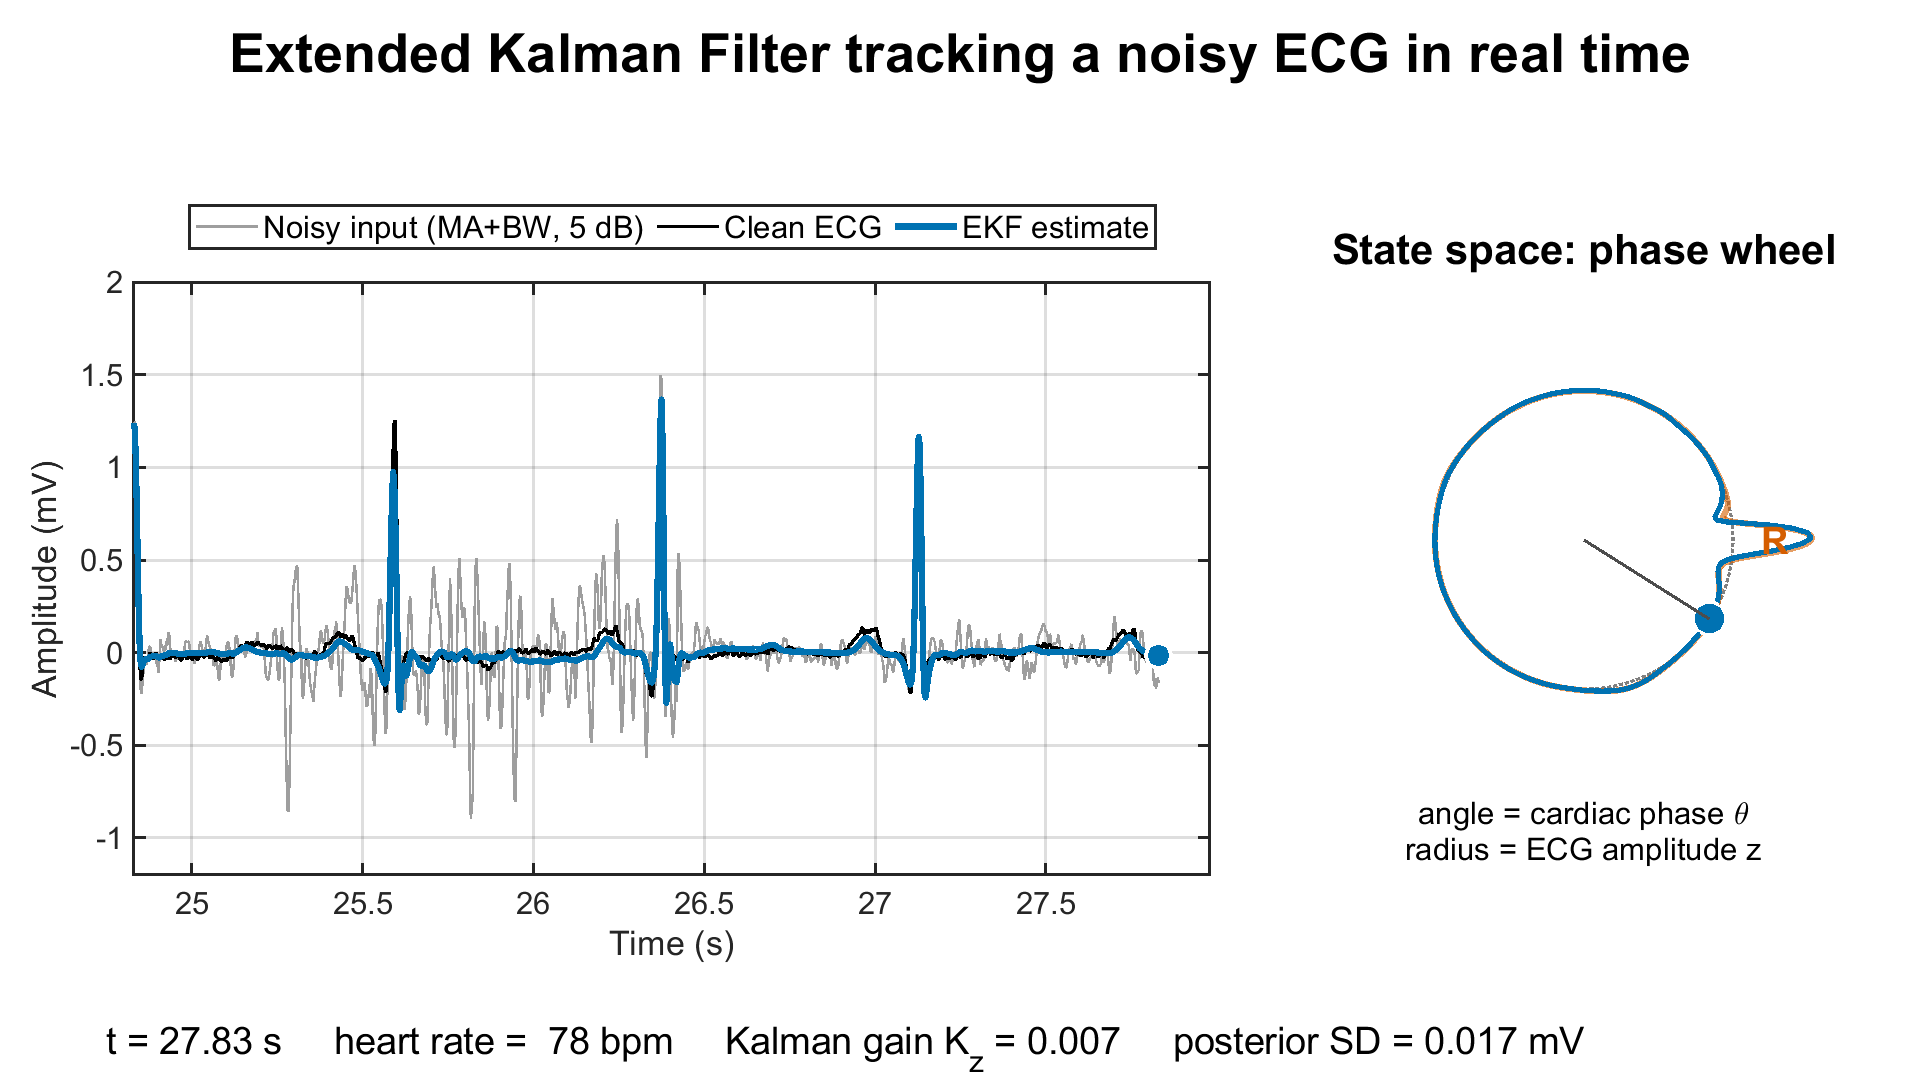 Extended Kalman Filter tracking a noisy ECG in real time
Noisy input (MA+BW, 5 dB) Clean ECG EKF estimate
2
1.5
1
0.5
0
-0.5
-1
Amplitude (mV)
25 25.5 26 26.5 27 27.5
Time (s)
State space: phase wheel
R
angle = cardiac phase θ
radius = ECG amplitude z
t = 27.83 s heart rate = 78 bpm Kalman gain K_z = 0.007 posterior SD = 0.017 mV